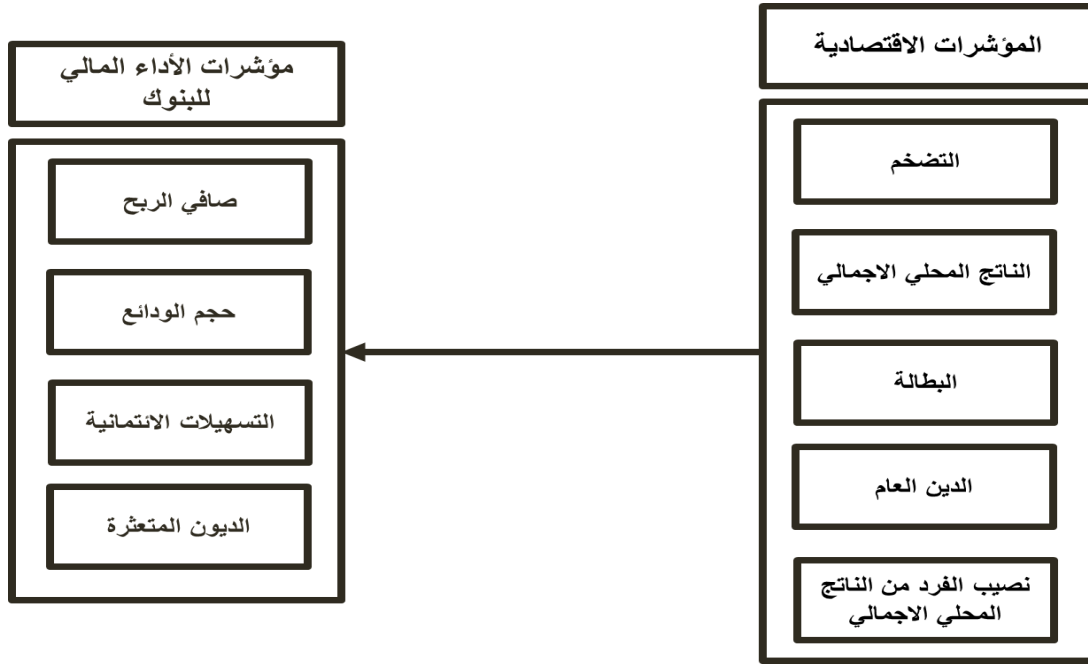 المؤشرات الاقتصادية
التضخم
الناتج المحلي الاجمالي
البطالة
الدين العام
نصيب الفرد من الناتج
المحلي الاجمالي
مؤشرات الأداء المالي
للبنوك
صافي الربح
حجم الودائع
التسهيلات الائتمانية
الديون المتعثرة